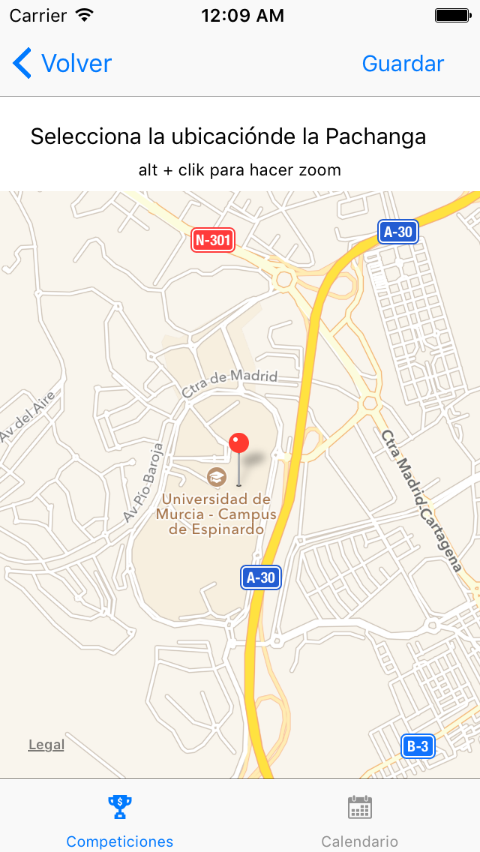 Carrier 12:09 AM
Volver Guardar
Selecciona la ubicaciónde la Pachanga
alt + clik para hacer zoom
A-30
N-301
Ctra de Madrid
Av del Aire
Av Pío Baroja
Ctra Madrid Cartagena
Universidad de
Murcia - Campus
de Espinardo
A-30
Legal
B-3
Competiciones Calendario